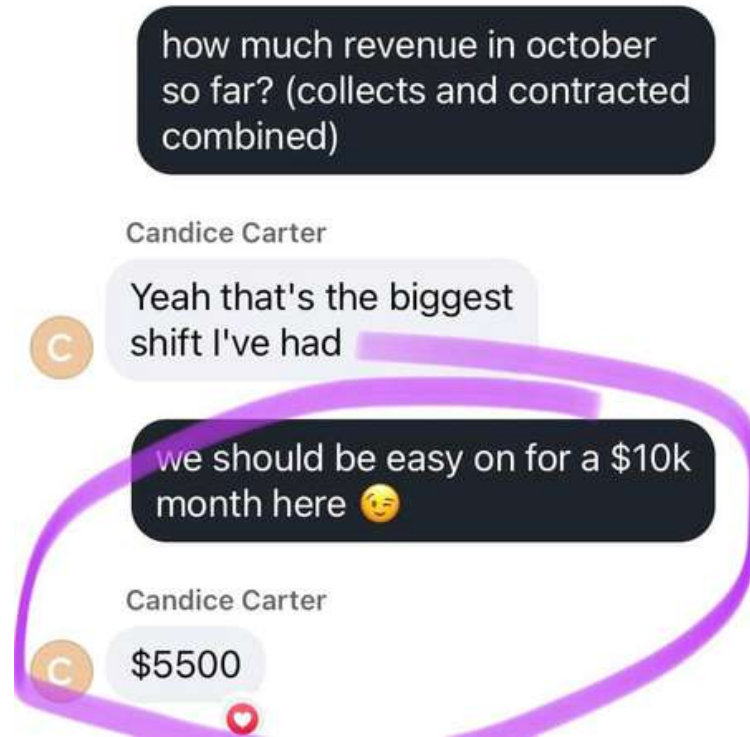 how much revenue in october
so far? (collects and contracted
combined)
Candice Carter
Yeah that's the biggest
shift I've had
C
we should be easy on for a $10k
month here 😉
Candice Carter
$5500
C